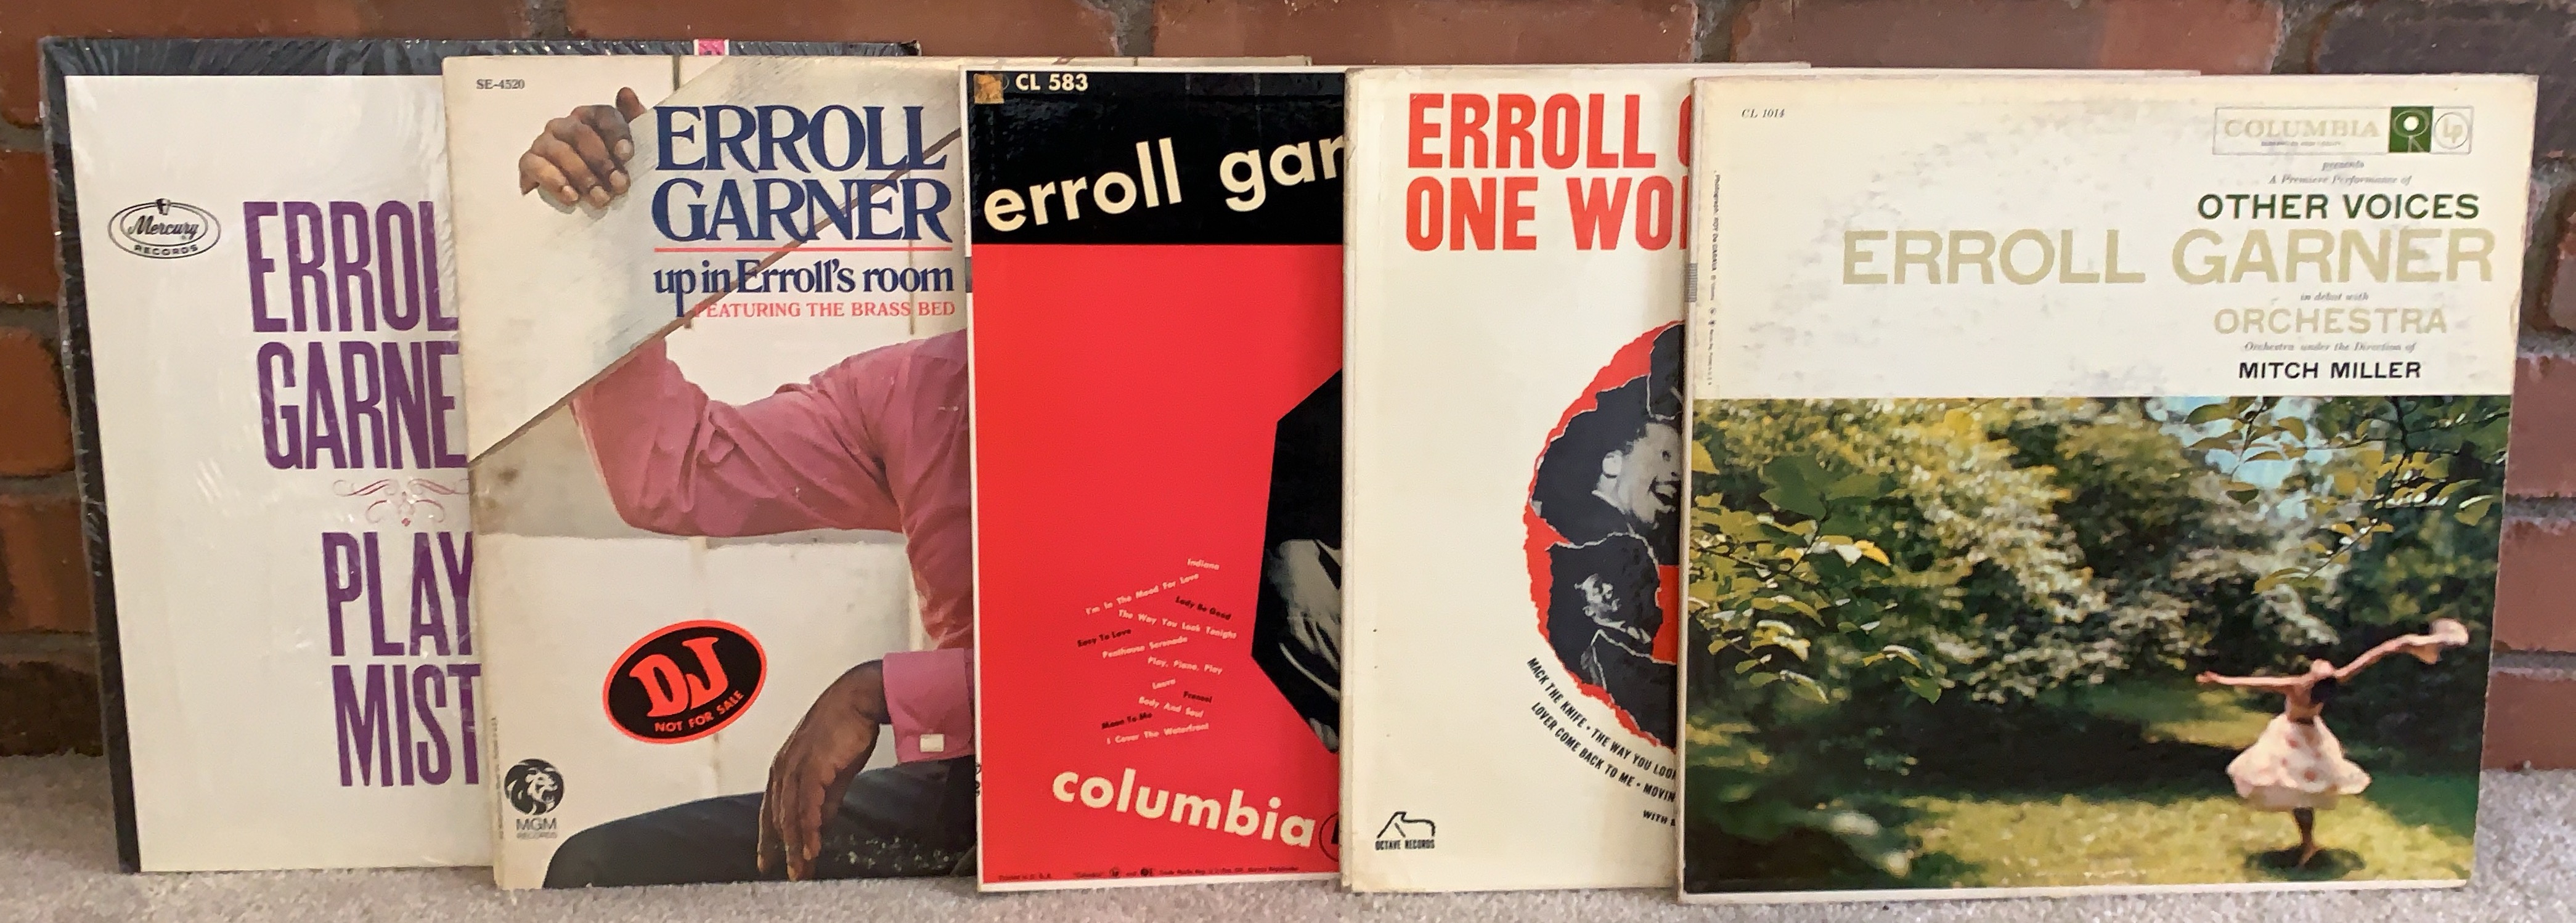 Mercury
RECORDS
ERROL
GARNE
PLAY
MIST
SE-4520
ERROLL
GARNER
up in Erroll's room
FEATURING THE BRASS BED
DJ
NOT FOR SALE
MGM
RECORDS
CL 583
erroll gar
Indiana
I'm In The Mood For Love
Lady Be Good
The Way You Look Tonight
Easy To Love
Penthouse Serenade
Play, Piano, Play
Laura
Frenesi
Body And Soul
Mean To Me
I Cover The Waterfront
columbia
ERROLL
ONE WO
MACK THE KNIFE • THE WAY YOU LOO
LOVER COME BACK TO ME • MOVIN
WITH
OCTAVE RECORDS
CL 1014
COLUMBIA Lp
presents
A Premiere Performance of
OTHER VOICES
ERROLL GARNER
in debut with
ORCHESTRA
Orchestra under the Direction of
MITCH MILLER